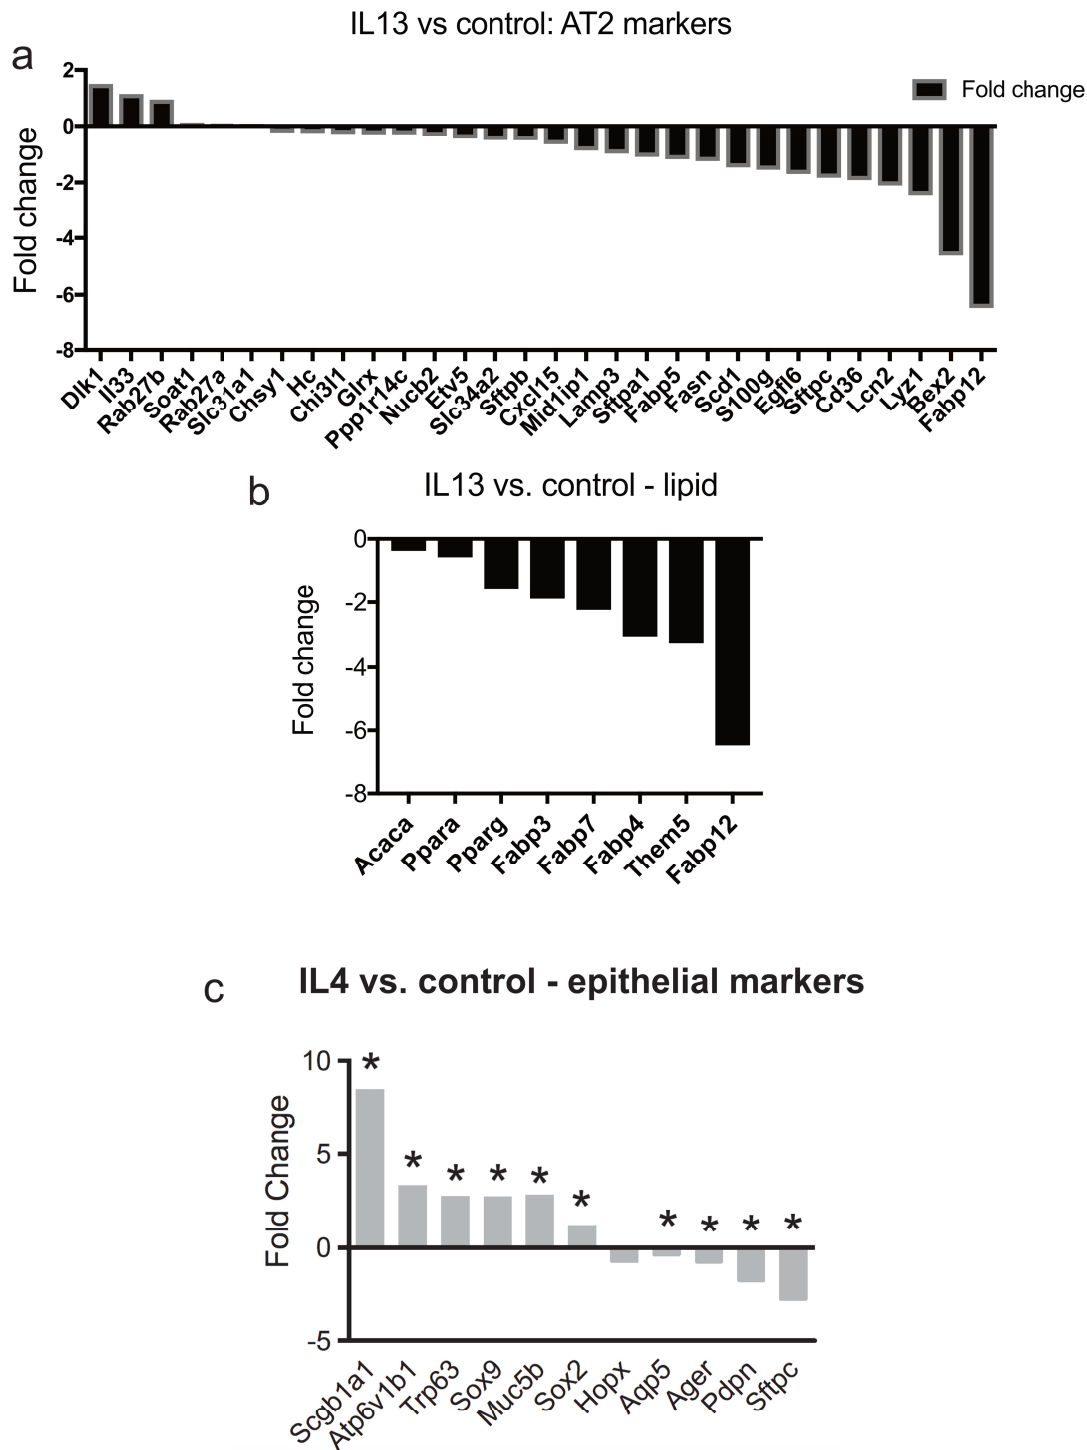 IL13 vs control: AT2 markers
a
Fold change
Fold change
2
0
-2
-4
-6
-8
Dlk1
Il33
Rab27b
Soat1
Rab27a
Slc31a1
Chsy1
Hc
Chi3l1
Glrx
Ppp1r14c
Nucb2
Etv5
Slc34a2
Sftpb
Cxcl15
Mid1ip1
Lamp3
Sftpa1
Fabp5
Fasn
Scd1
S100g
Egfl6
Sftpc
Cd36
Lcn2
Lyz1
Bex2
Fabp12
b
IL13 vs. control - lipid
Fold change
0
-2
-4
-6
-8
Acaca
Ppara
Pparg
Fabp3
Fabp7
Fabp4
Them5
Fabp12
c
IL4 vs. control - epithelial markers
Fold Change
10
5
0
-5
* * * * * * * * * *
Scgb1a1
Atp6v1b1
Trp63
Sox9
Muc5b
Sox2
Hopx
Aqp5
Ager
Pdpn
Sftpc